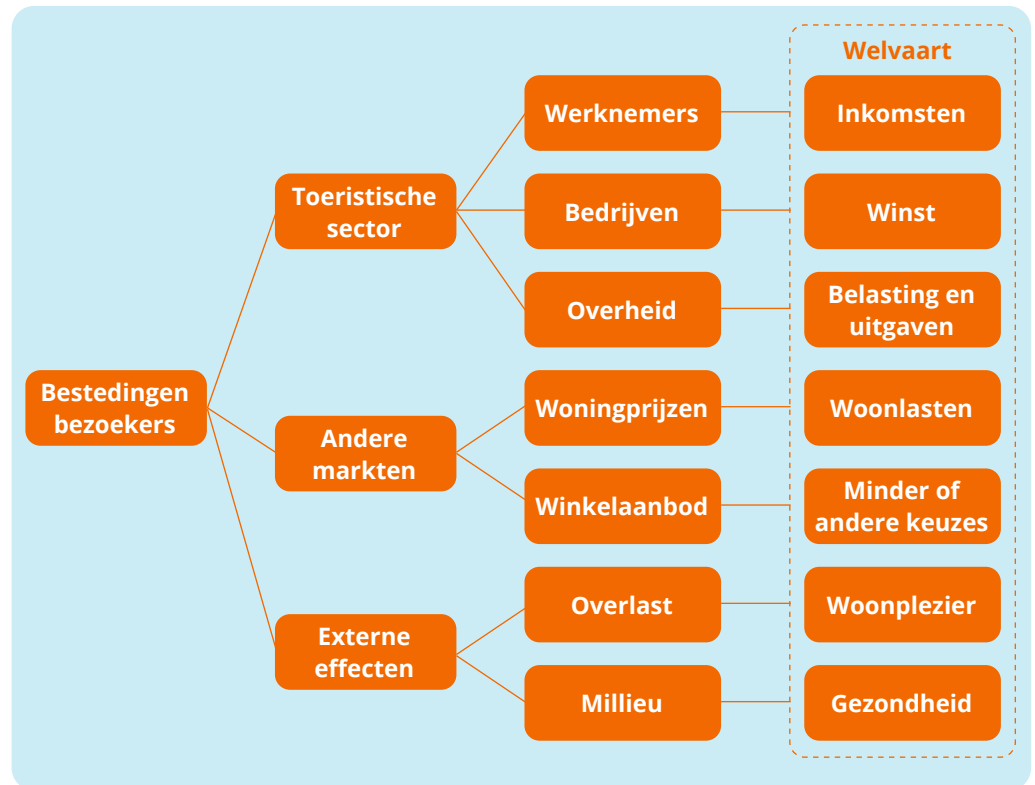 Welvaart
Werknemers
Inkomsten
Toeristische
sector
Bedrijven
Winst
Overheid
Belasting en
uitgaven
Bestedingen
bezoekers
Andere
markten
Woningprijzen
Woonlasten
Winkelaanbod
Minder of
andere keuzes
Externe
effecten
Overlast
Woonplezier
Millieu
Gezondheid